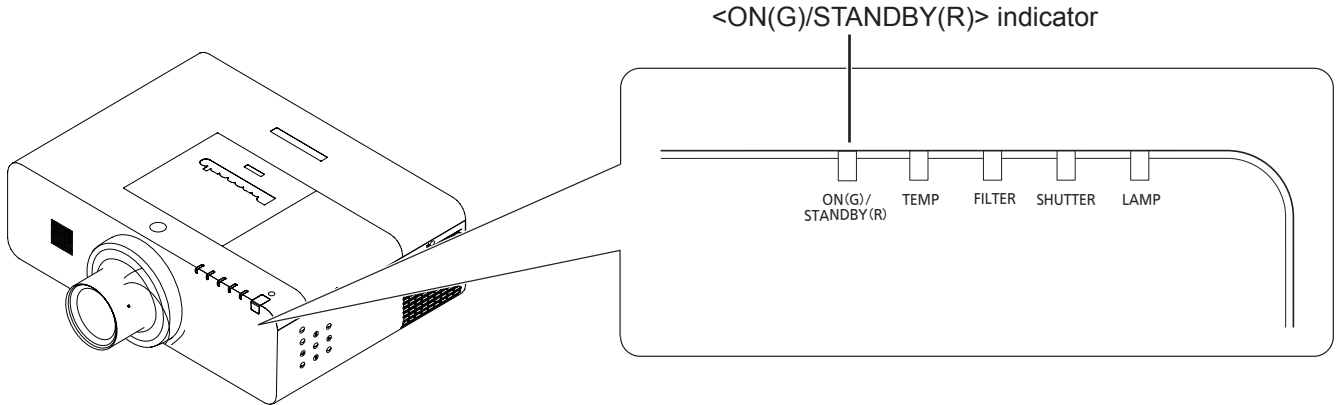 <ON(G)/STANDBY(R)> indicator
ON(G)/
STANDBY(R)
TEMP
FILTER
SHUTTER
LAMP